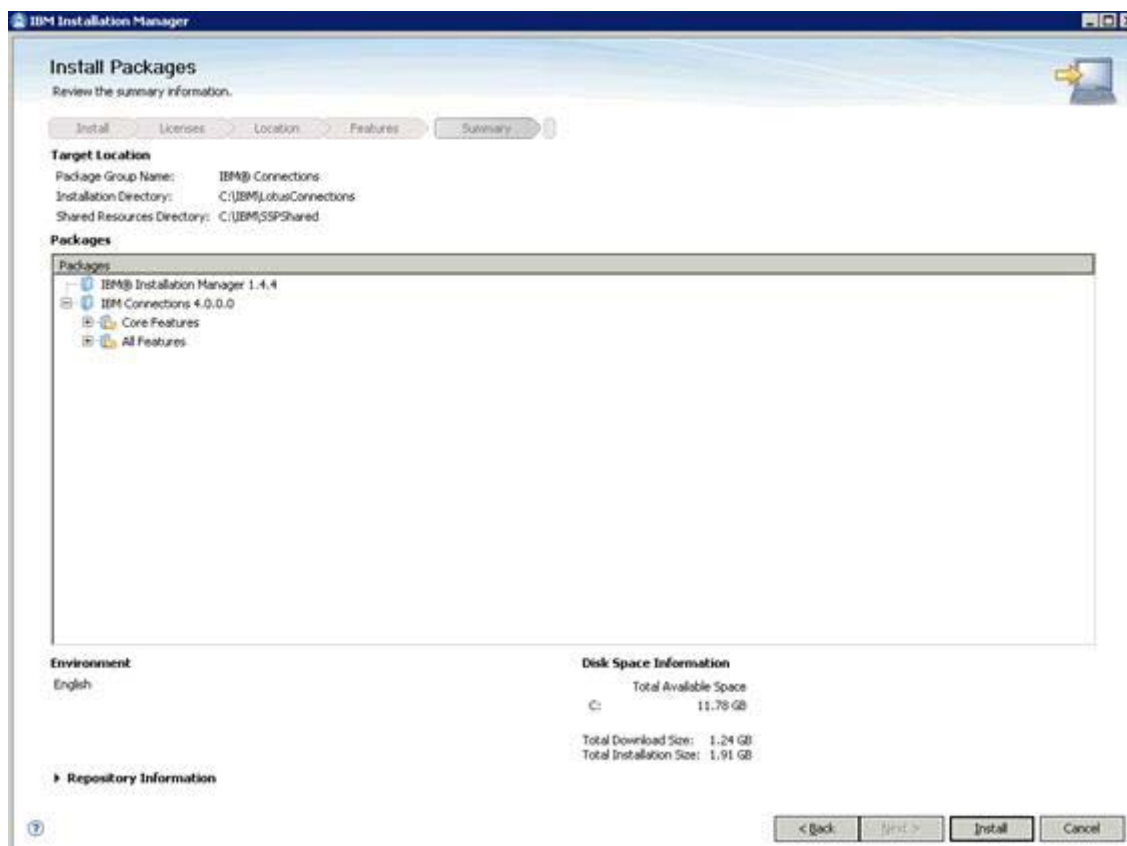 IBM Installation Manager
Install Packages
Review the summary information.
Install Licenses Location Features Summary
Target Location
Package Group Name: IBM® Connections
Installation Directory: C:\IBM\LotusConnections
Shared Resources Directory: C:\IBM\SSPShared
Packages
Packages
IBM® Installation Manager 1.4.4
IBM Connections 4.0.0.0
Core Features
All Features
Environment Disk Space Information
English Total Available Space
C: 11.78 GB
Total Download Size: 1.24 GB
Total Installation Size: 1.91 GB
Repository Information
? < Back Next > Install Cancel